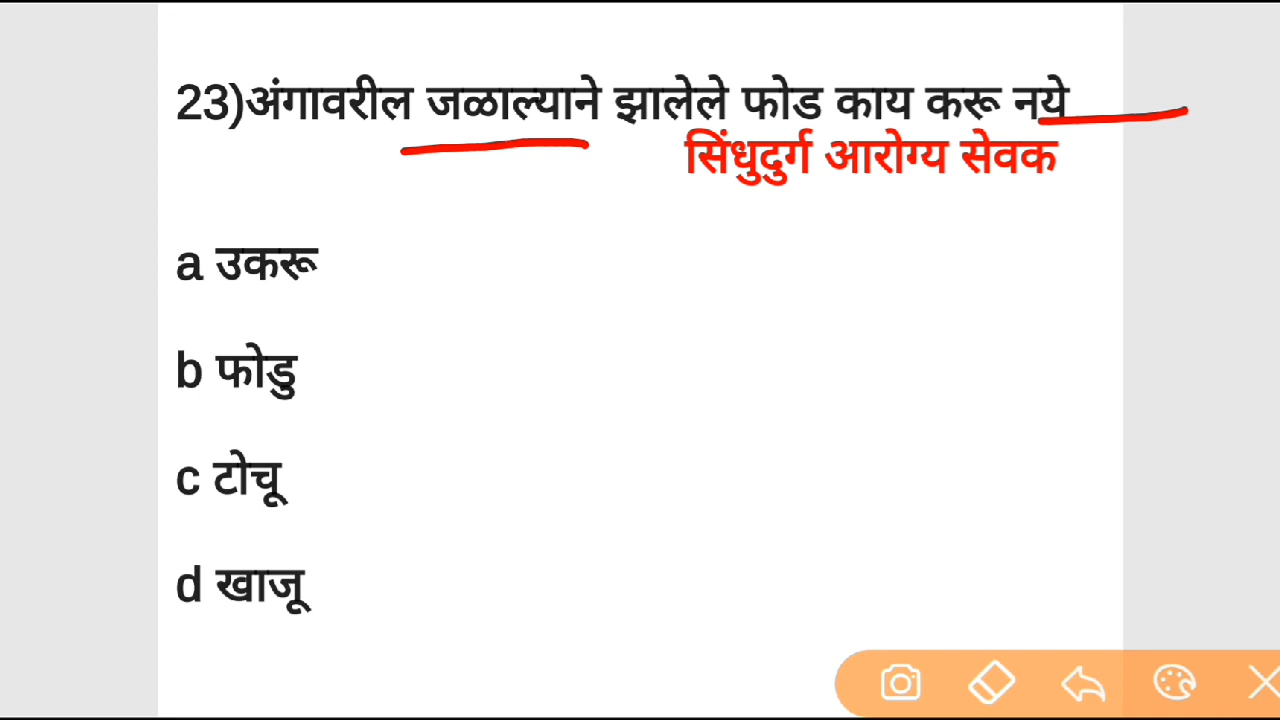 23)अंगावरील जळाल्याने झालेले फोड काय करू नये
सिंधुदुर्ग आरोग्य सेवक
a उकरू
b फोडु
c टोचू
d खाजू